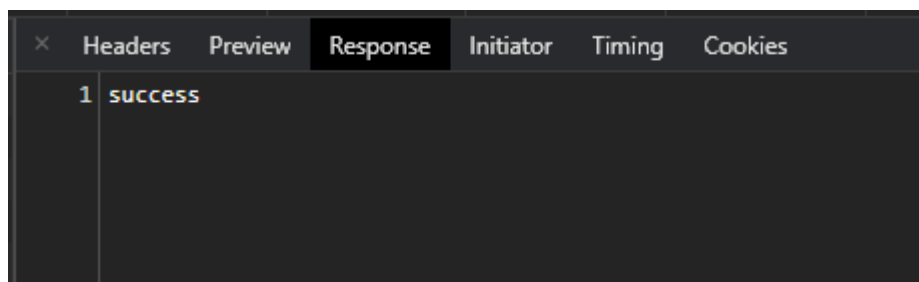 × Headers Preview Response Initiator Timing Cookies
1 success